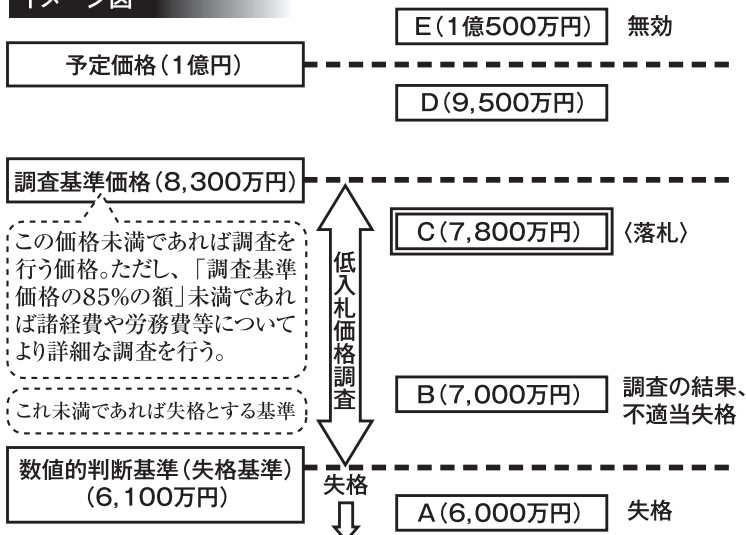 イメージ図
E(1億500万円) 無効
予定価格(1億円)
D(9,500万円)
調査基準価格(8,300万円)
この価格未満であれば調査を
行う価格。ただし、「調査基準
価格の85%の額」未満であれ
ば諸経費や労務費等について
より詳細な調査を行う。
低入札価格調査
C(7,800万円) 〈落札〉
B(7,000万円)
調査の結果、
不適当失格
これ未満であれば失格とする基準
数値的判断基準(失格基準)
(6,100万円)
失格
A(6,000万円) 失格